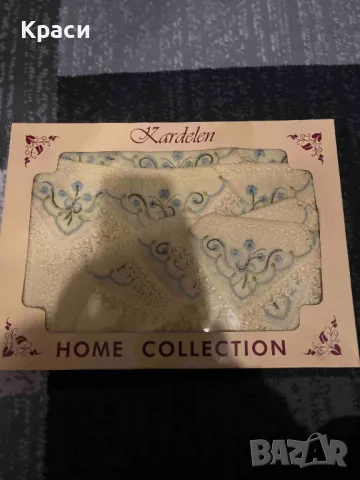 Краси
Kardelen
HOME COLLECTION
BAZAR